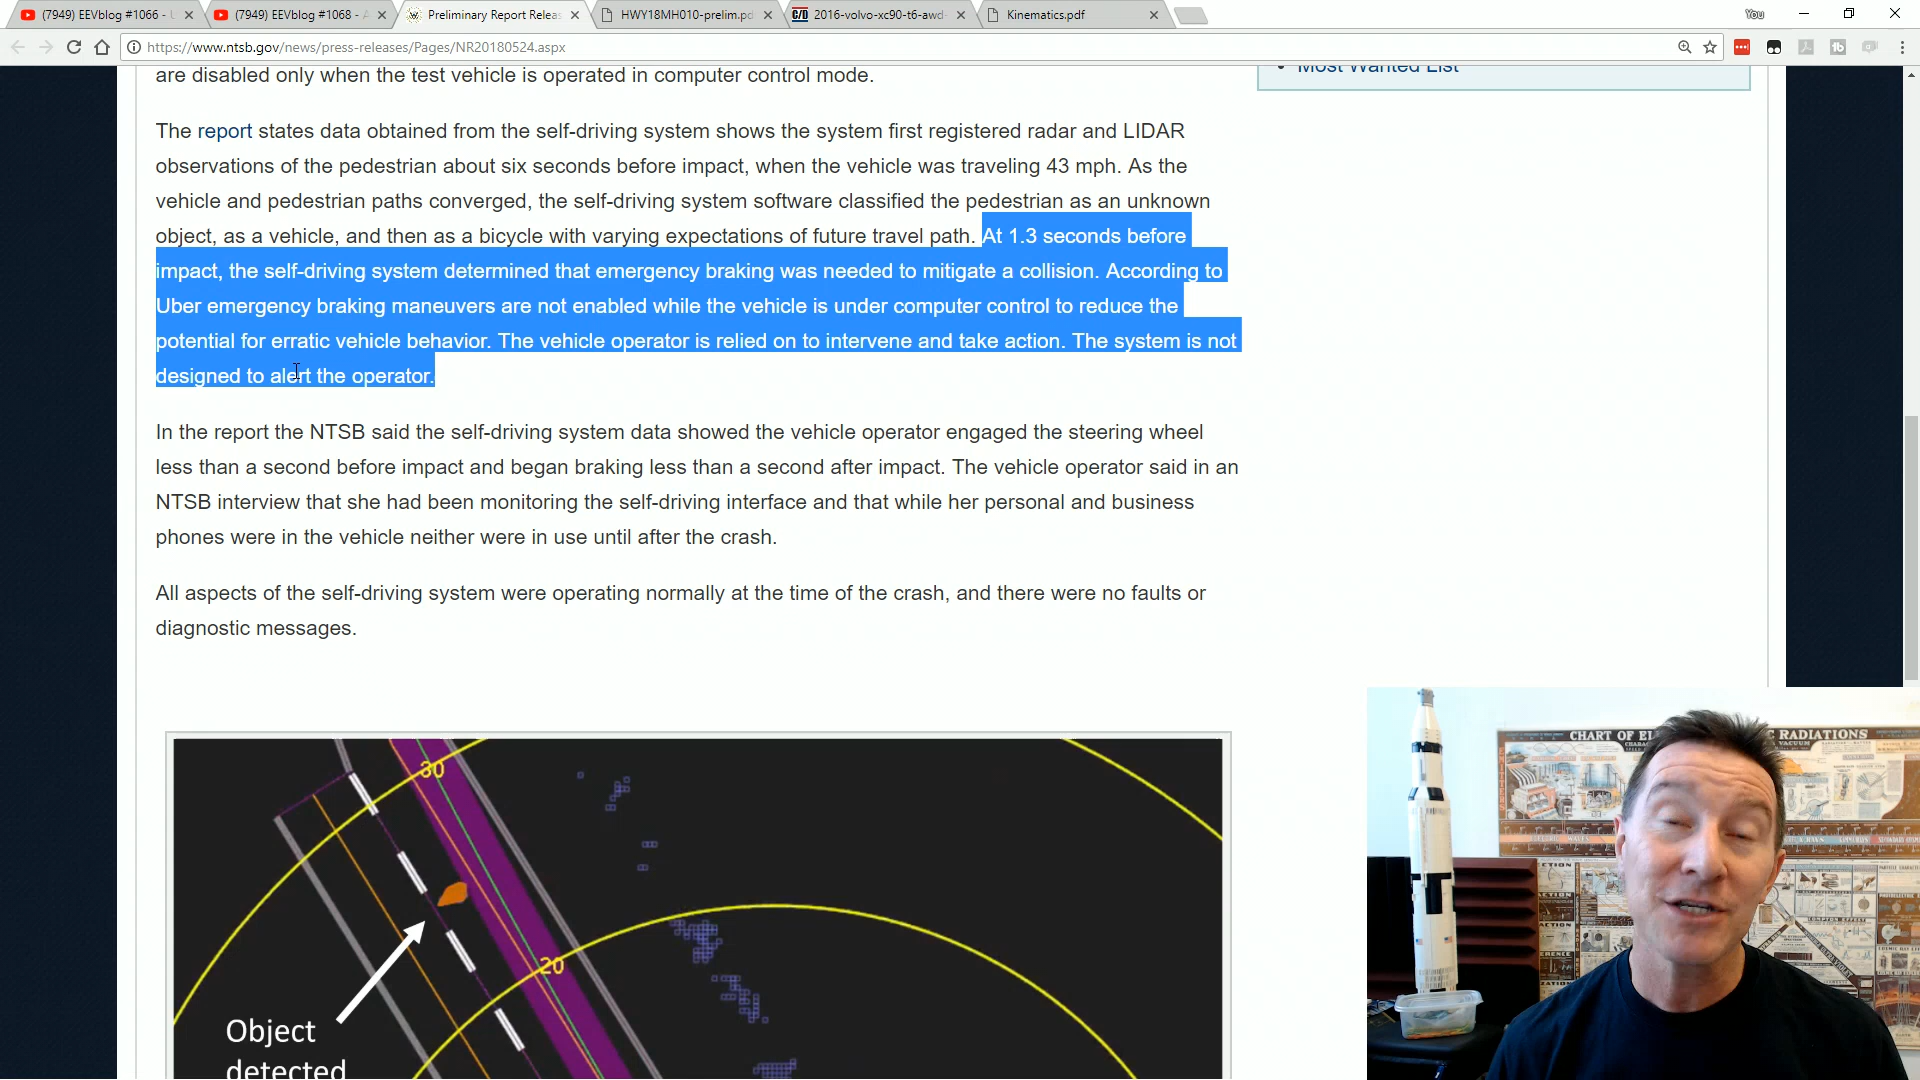 (7949) EEVblog #1066 -
(7949) EEVblog #1068 -
Preliminary Report Relea
HWY18MH010-prelim.pd
C/D 2016-volvo-xc90-t6-awd-
Kinematics.pdf
You
https://www.ntsb.gov/news/press-releases/Pages/NR20180524.aspx
are disabled only when the test vehicle is operated in computer control mode.
Most Wanted List
The report states data obtained from the self-driving system shows the system first registered radar and LIDAR
observations of the pedestrian about six seconds before impact, when the vehicle was traveling 43 mph. As the
vehicle and pedestrian paths converged, the self-driving system software classified the pedestrian as an unknown
object, as a vehicle, and then as a bicycle with varying expectations of future travel path. At 1.3 seconds before
impact, the self-driving system determined that emergency braking was needed to mitigate a collision. According to
Uber emergency braking maneuvers are not enabled while the vehicle is under computer control to reduce the
potential for erratic vehicle behavior. The vehicle operator is relied on to intervene and take action. The system is not
designed to alert the operator.
In the report the NTSB said the self-driving system data showed the vehicle operator engaged the steering wheel
less than a second before impact and began braking less than a second after impact. The vehicle operator said in an
NTSB interview that she had been monitoring the self-driving interface and that while her personal and business
phones were in the vehicle neither were in use until after the crash.
All aspects of the self-driving system were operating normally at the time of the crash, and there were no faults or
diagnostic messages.
30
20
Object
detected
CHART OF
RADIATIONS